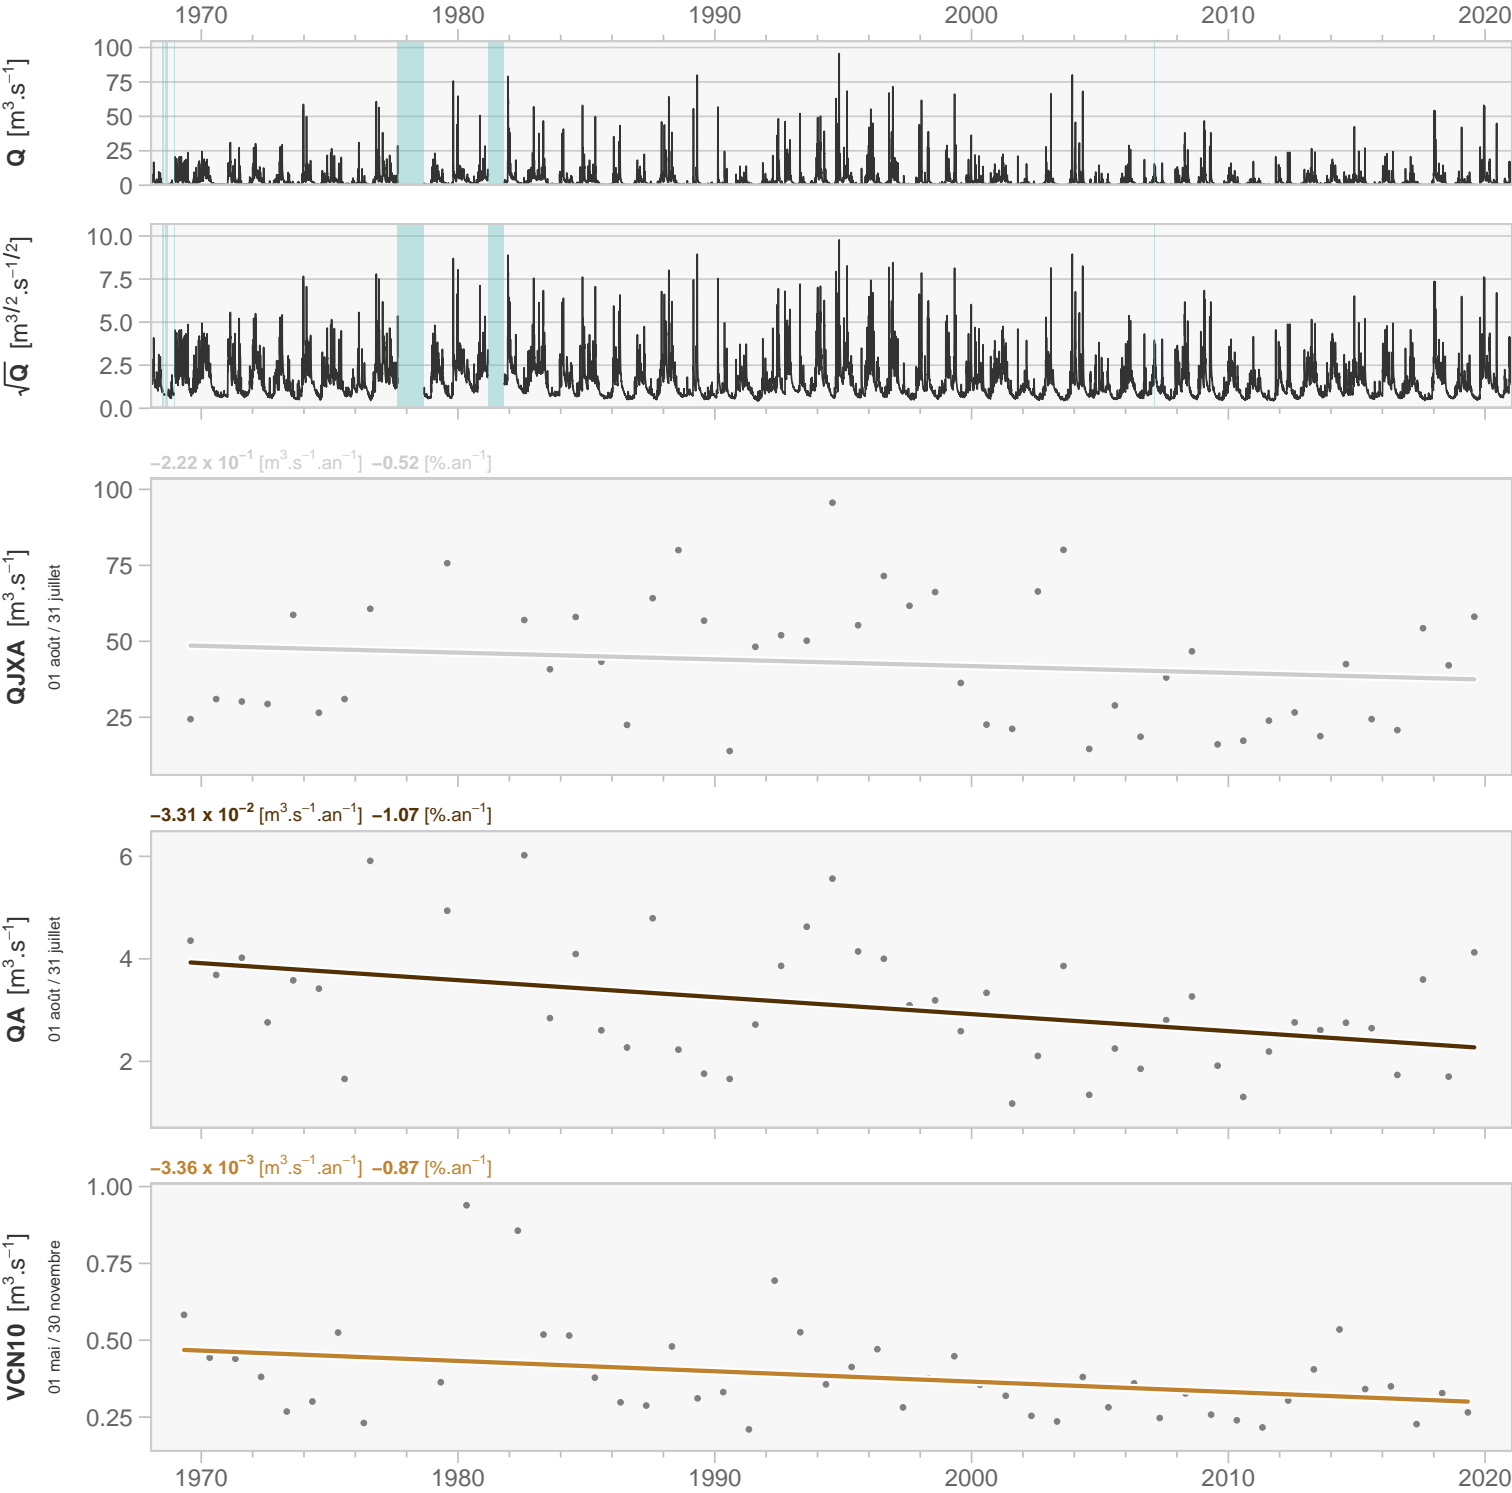 1970 1980 1990 2000 2010 2020
Q [m³.s⁻¹]
100
75
50
25
0
√Q [m³ᐟ².s⁻¹ᐟ²]
10.0
7.5
5.0
2.5
0.0
−2.22 x 10⁻¹ [m³.s⁻¹.an⁻¹] −0.52 [%.an⁻¹]
QJXA [m³.s⁻¹]
01 août / 31 juillet
100
75
50
25
−3.31 x 10⁻² [m³.s⁻¹.an⁻¹] −1.07 [%.an⁻¹]
QA [m³.s⁻¹]
01 août / 31 juillet
6
4
2
−3.36 x 10⁻³ [m³.s⁻¹.an⁻¹] −0.87 [%.an⁻¹]
VCN10 [m³.s⁻¹]
01 mai / 30 novembre
1.00
0.75
0.50
0.25
1970 1980 1990 2000 2010 2020